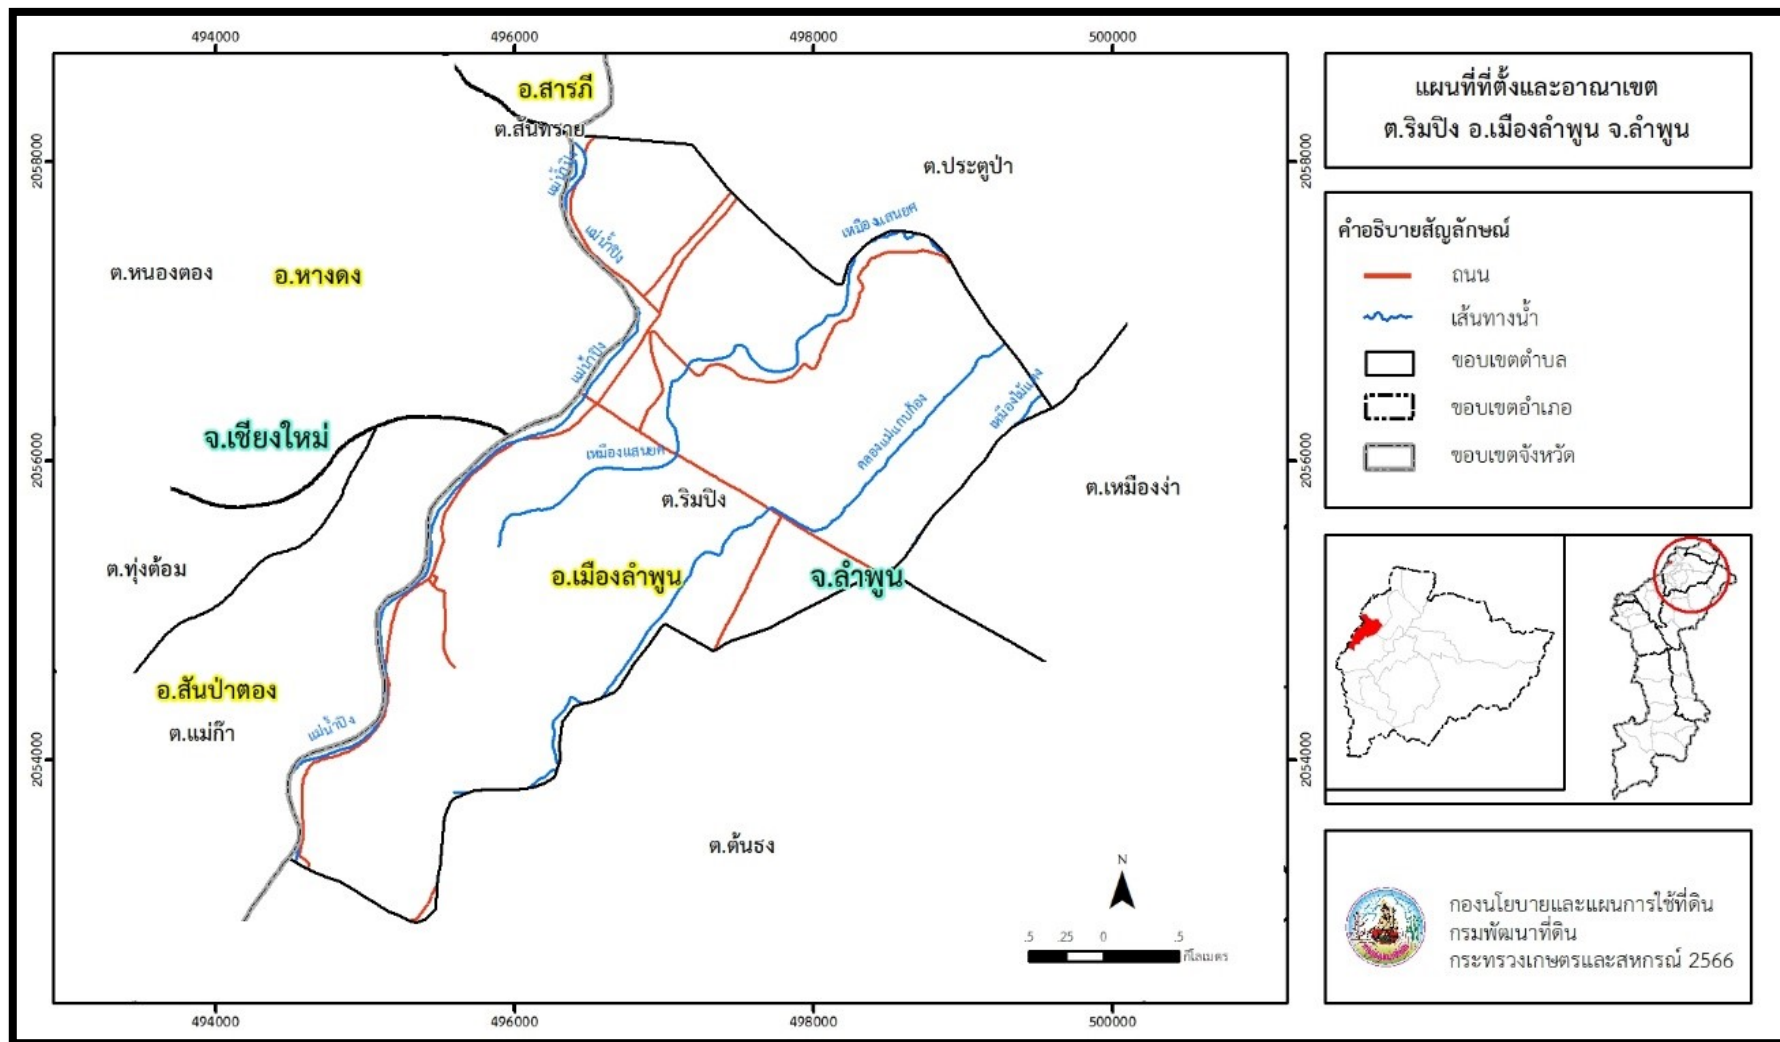 494000
496000
498000
500000
แผนที่ที่ตั้งและอาณาเขต
ต.ริมปิง อ.เมืองลำพูน จ.ลำพูน
อ.สารภี
ต.สันทราย
2058000
2058000
ต.ประตูป่า
แม่น้ำปิง
เหมืองแสนยศ
แม่น้ำปิง
คำอธิบายสัญลักษณ์
ถนน
เส้นทางน้ำ
ขอบเขตตำบล
ขอบเขตอำเภอ
ขอบเขตจังหวัด
ต.หนองตอง
อ.หางดง
แม่น้ำปิง
เหมืองไม้แดง
คลองแม่แกบก้อง
จ.เชียงใหม่
เหมืองแสนยศ
2056000
2056000
ต.ริมปิง
ต.เหมืองง่า
ต.ทุ่งต้อม
อ.เมืองลำพูน
จ.ลำพูน
อ.สันป่าตอง
ต.แม่ก๊า
แม่น้ำปิง
2054000
2054000
ต.ต้นธง
N
.5 .25 0 .5
กิโลเมตร
กองนโยบายและแผนการใช้ที่ดิน
กรมพัฒนาที่ดิน
กระทรวงเกษตรและสหกรณ์ 2566
494000
496000
498000
500000